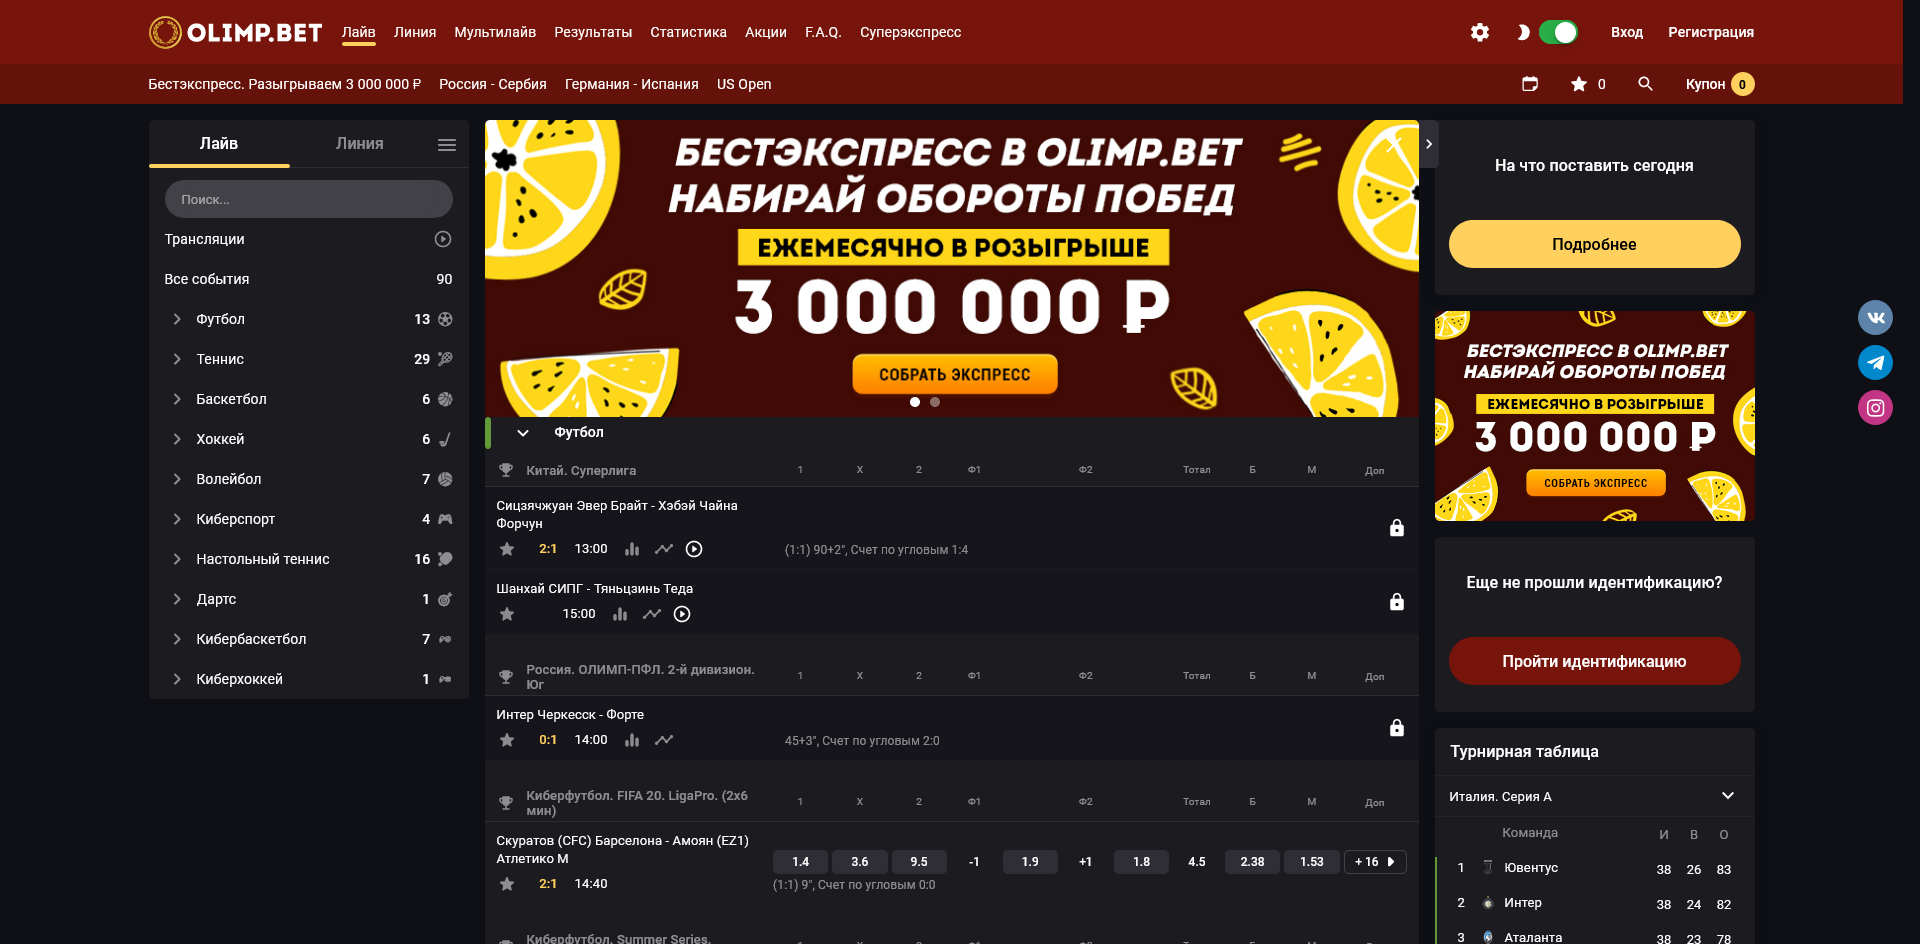 OLIMP.BET
Лайв Линия Мультилайв Результаты Статистика Акции F.A.Q. Суперэкспресс
Вход Регистрация
Бестэкспресс. Разыгрываем 3 000 000 ₽ Россия - Сербия Германия - Испания US Open
0 Купон 0
Лайв Линия
Поиск...
Трансляции
Все события 90
Футбол 13
Теннис 29
Баскетбол 6
Хоккей 6
Волейбол 7
Киберспорт 4
Настольный теннис 16
Дартс 1
Кибербаскетбол 7
Киберхоккей 1
БЕСТЭКСПРЕСС В OLIMP.BET
НАБИРАЙ ОБОРОТЫ ПОБЕД
ЕЖЕМЕСЯЧНО В РОЗЫГРЫШЕ
3 000 000 ₽
СОБРАТЬ ЭКСПРЕСС
Футбол
Китай. Суперлига 1 X 2 Ф1 Ф2 Тотал Б М Доп
Сицзячжуан Эвер Брайт - Хэбэй Чайна
Форчун
2:1 13:00 (1:1) 90+2", Счет по угловым 1:4
Шанхай СИПГ - Тяньцзинь Теда
15:00
Россия. ОЛИМП-ПФЛ. 2-й дивизион.
Юг
1 X 2 Ф1 Ф2 Тотал Б М Доп
Интер Черкесск - Форте
0:1 14:00 45+3", Счет по угловым 2:0
Киберфутбол. FIFA 20. LigaPro. (2x6
мин)
1 X 2 Ф1 Ф2 Тотал Б М Доп
Скуратов (CFC) Барселона - Амоян (EZ1)
Атлетико М
1.4 3.6 9.5 -1 1.9 +1 1.8 4.5 2.38 1.53 + 16
2:1 14:40 (1:1) 9", Счет по угловым 0:0
Киберфутбол. Summer Series.
На что поставить сегодня
Подробнее
БЕСТЭКСПРЕСС В OLIMP.BET
НАБИРАЙ ОБОРОТЫ ПОБЕД
ЕЖЕМЕСЯЧНО В РОЗЫГРЫШЕ
3 000 000 ₽
СОБРАТЬ ЭКСПРЕСС
Еще не прошли идентификацию?
Пройти идентификацию
Турнирная таблица
Италия. Серия А
Команда И В О
1 Ювентус 38 26 83
2 Интер 38 24 82
3 Аталанта 38 23 78